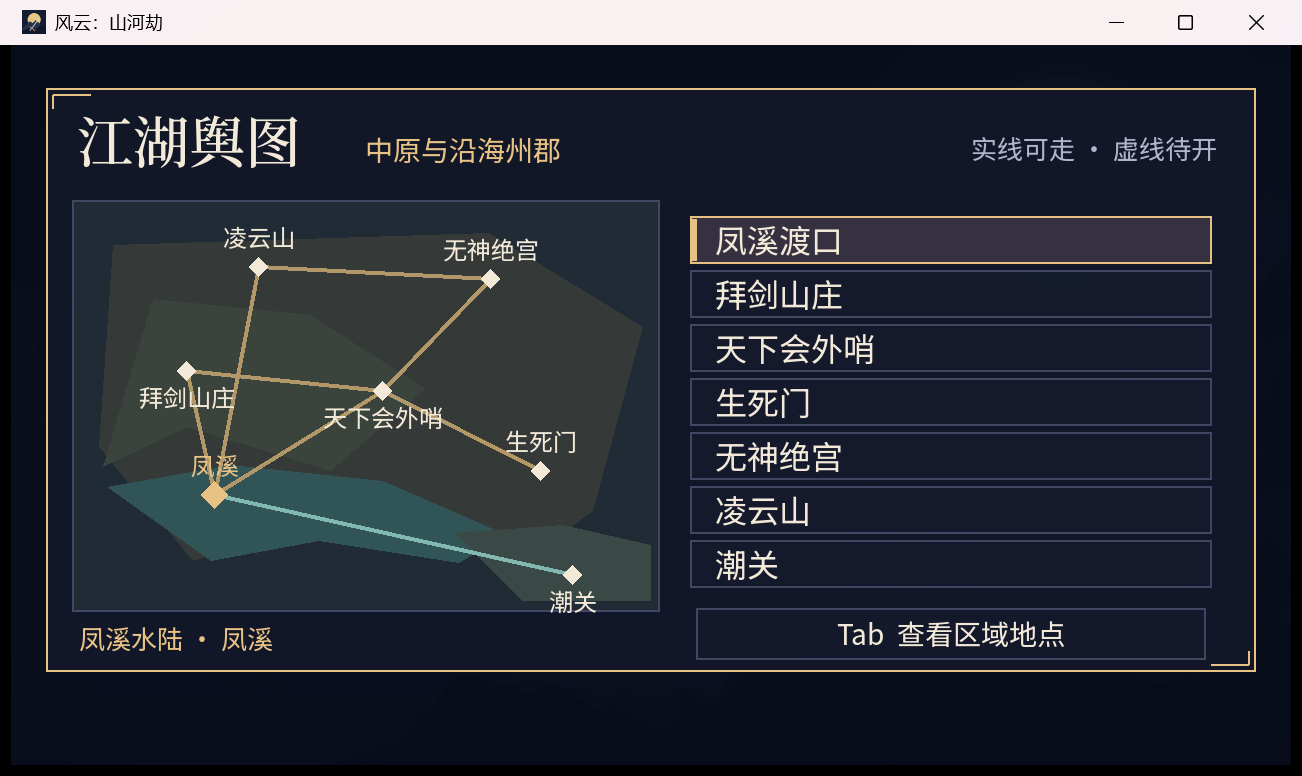 风云：山河劫
江湖舆图
中原与沿海州郡
实线可走 · 虚线待开
凌云山
无神绝宫
拜剑山庄
天下会外哨
生死门
凤溪
潮关
凤溪水陆 · 凤溪
凤溪渡口
拜剑山庄
天下会外哨
生死门
无神绝宫
凌云山
潮关
Tab 查看区域地点